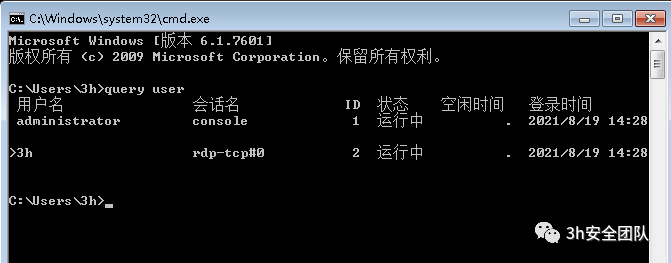 C:\Windows\system32\cmd.exe
Microsoft Windows [版本 6.1.7601]
版权所有 (c) 2009 Microsoft Corporation。保留所有权利。
C:\Users\3h>query user
用户名 会话名 ID 状态 空闲时间 登录时间
administrator console 1 运行中 . 2021/8/19 14:28
>3h rdp-tcp#0 2 运行中 . 2021/8/19 14:28
C:\Users\3h>_
3h安全团队